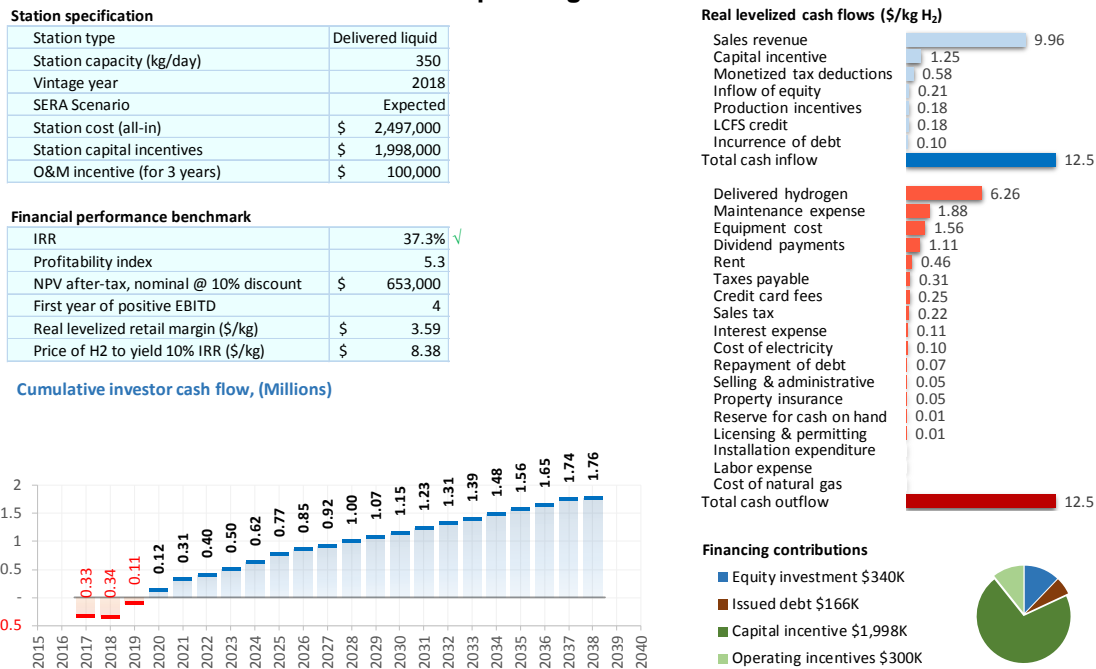 Station specification
Station type Delivered liquid
Station capacity (kg/day) 350
Vintage year 2018
SERA Scenario Expected
Station cost (all-in) $ 2,497,000
Station capital incentives $ 1,998,000
O&M incentive (for 3 years) $ 100,000
Financial performance benchmark
IRR 37.3% √
Profitability index 5.3
NPV after-tax, nominal @ 10% discount $ 653,000
First year of positive EBITD 4
Real levelized retail margin ($/kg) $ 3.59
Price of H2 to yield 10% IRR ($/kg) $ 8.38
Cumulative investor cash flow, (Millions)
2
1.5
1
0.5
-
0.5
0.33 0.34 0.11 0.12 0.31 0.40 0.50 0.62 0.77 0.85 0.92 1.00 1.07 1.15 1.23 1.31 1.39 1.48 1.56 1.65 1.74 1.76
2015 2016 2017 2018 2019 2020 2021 2022 2023 2024 2025 2026 2027 2028 2029 2030 2031 2032 2033 2034 2035 2036 2037 2038 2039 2040
Real levelized cash flows ($/kg H₂)
Sales revenue 9.96
Capital incentive 1.25
Monetized tax deductions 0.58
Inflow of equity 0.21
Production incentives 0.18
LCFS credit 0.18
Incurrence of debt 0.10
Total cash inflow 12.5
Delivered hydrogen 6.26
Maintenance expense 1.88
Equipment cost 1.56
Dividend payments 1.11
Rent 0.46
Taxes payable 0.31
Credit card fees 0.25
Sales tax 0.22
Interest expense 0.11
Cost of electricity 0.10
Repayment of debt 0.07
Selling & administrative 0.05
Property insurance 0.05
Reserve for cash on hand 0.01
Licensing & permitting 0.01
Installation expenditure
Labor expense
Cost of natural gas
Total cash outflow 12.5
Financing contributions
Equity investment $340K
Issued debt $166K
Capital incentive $1,998K
Operating incentives $300K